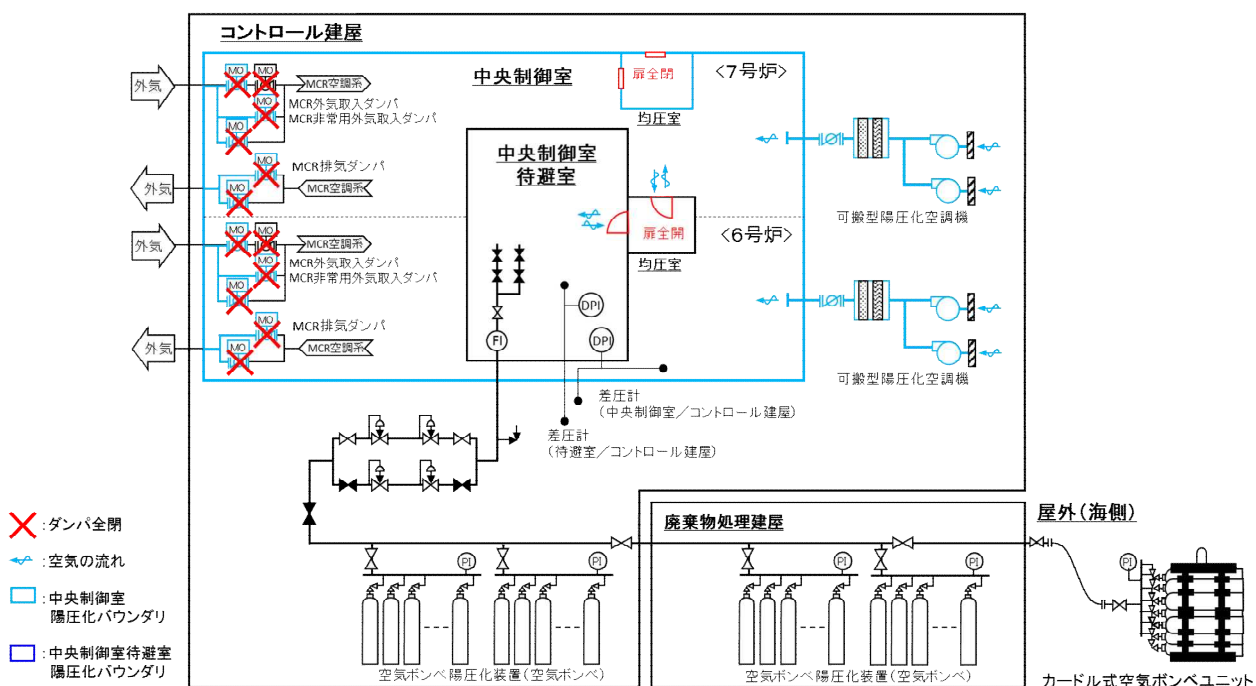 コントロール建屋
中央制御室
<7号炉>
扉全閉
均圧室
外気
MO
MO
MCR空調系
MCR外気取入ダンパ
MCR非常用外気取入ダンパ
MO
MO
MO
MCR排気ダンパ
外気
MO
MCR空調系
中央制御室
待避室
可搬型陽圧化空調機
扉全開
均圧室
<6号炉>
外気
MO
MO
MCR空調系
MCR外気取入ダンパ
MCR非常用外気取入ダンパ
MO
MO
MO
MCR排気ダンパ
外気
MO
MCR空調系
DPI
DPI
FI
可搬型陽圧化空調機
差圧計
(中央制御室/コントロール建屋)
差圧計
(待避室/コントロール建屋)
:ダンパ全閉
:空気の流れ
:中央制御室
陽圧化バウンダリ
:中央制御室待避室
陽圧化バウンダリ
廃棄物処理建屋
屋外(海側)
PI
PI
PI
PI
PI
空気ボンベ陽圧化装置(空気ボンベ)
空気ボンベ陽圧化装置(空気ボンベ)
カードル式空気ボンベユニット